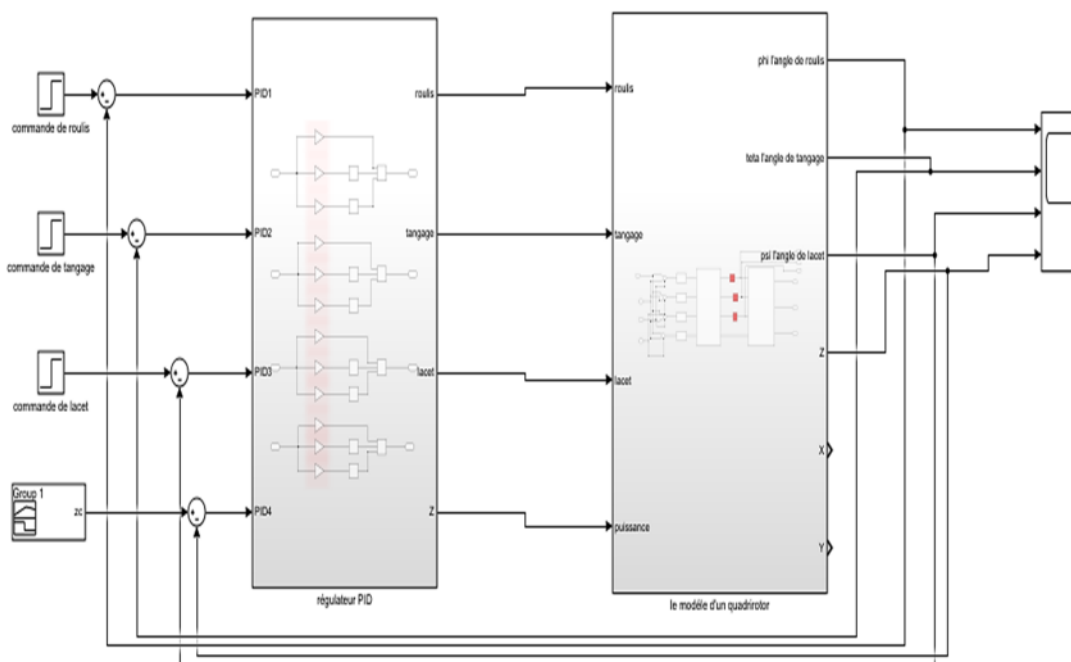 commande de roulis
commande de tangage
commande de lacet
Group 1
zc
PID1
PID2
PID3
PID4
roulis
tangage
lacet
Z
régulateur PID
roulis
tangage
lacet
puissance
phi l'angle de roulis
teta l'angle de tangage
psi l'angle de lacet
Z
X
Y
le modéle d'un quadrirotor